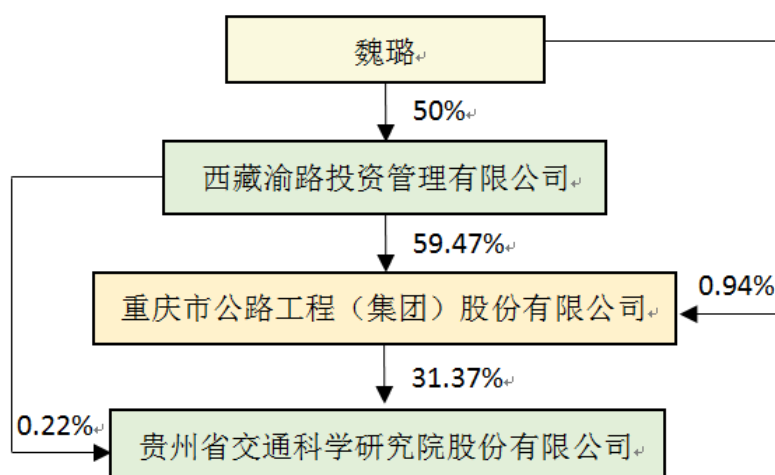 魏璐
50%
西藏渝路投资管理有限公司
59.47%
重庆市公路工程（集团）股份有限公司
0.94%
31.37%
0.22%
贵州省交通科学研究院股份有限公司